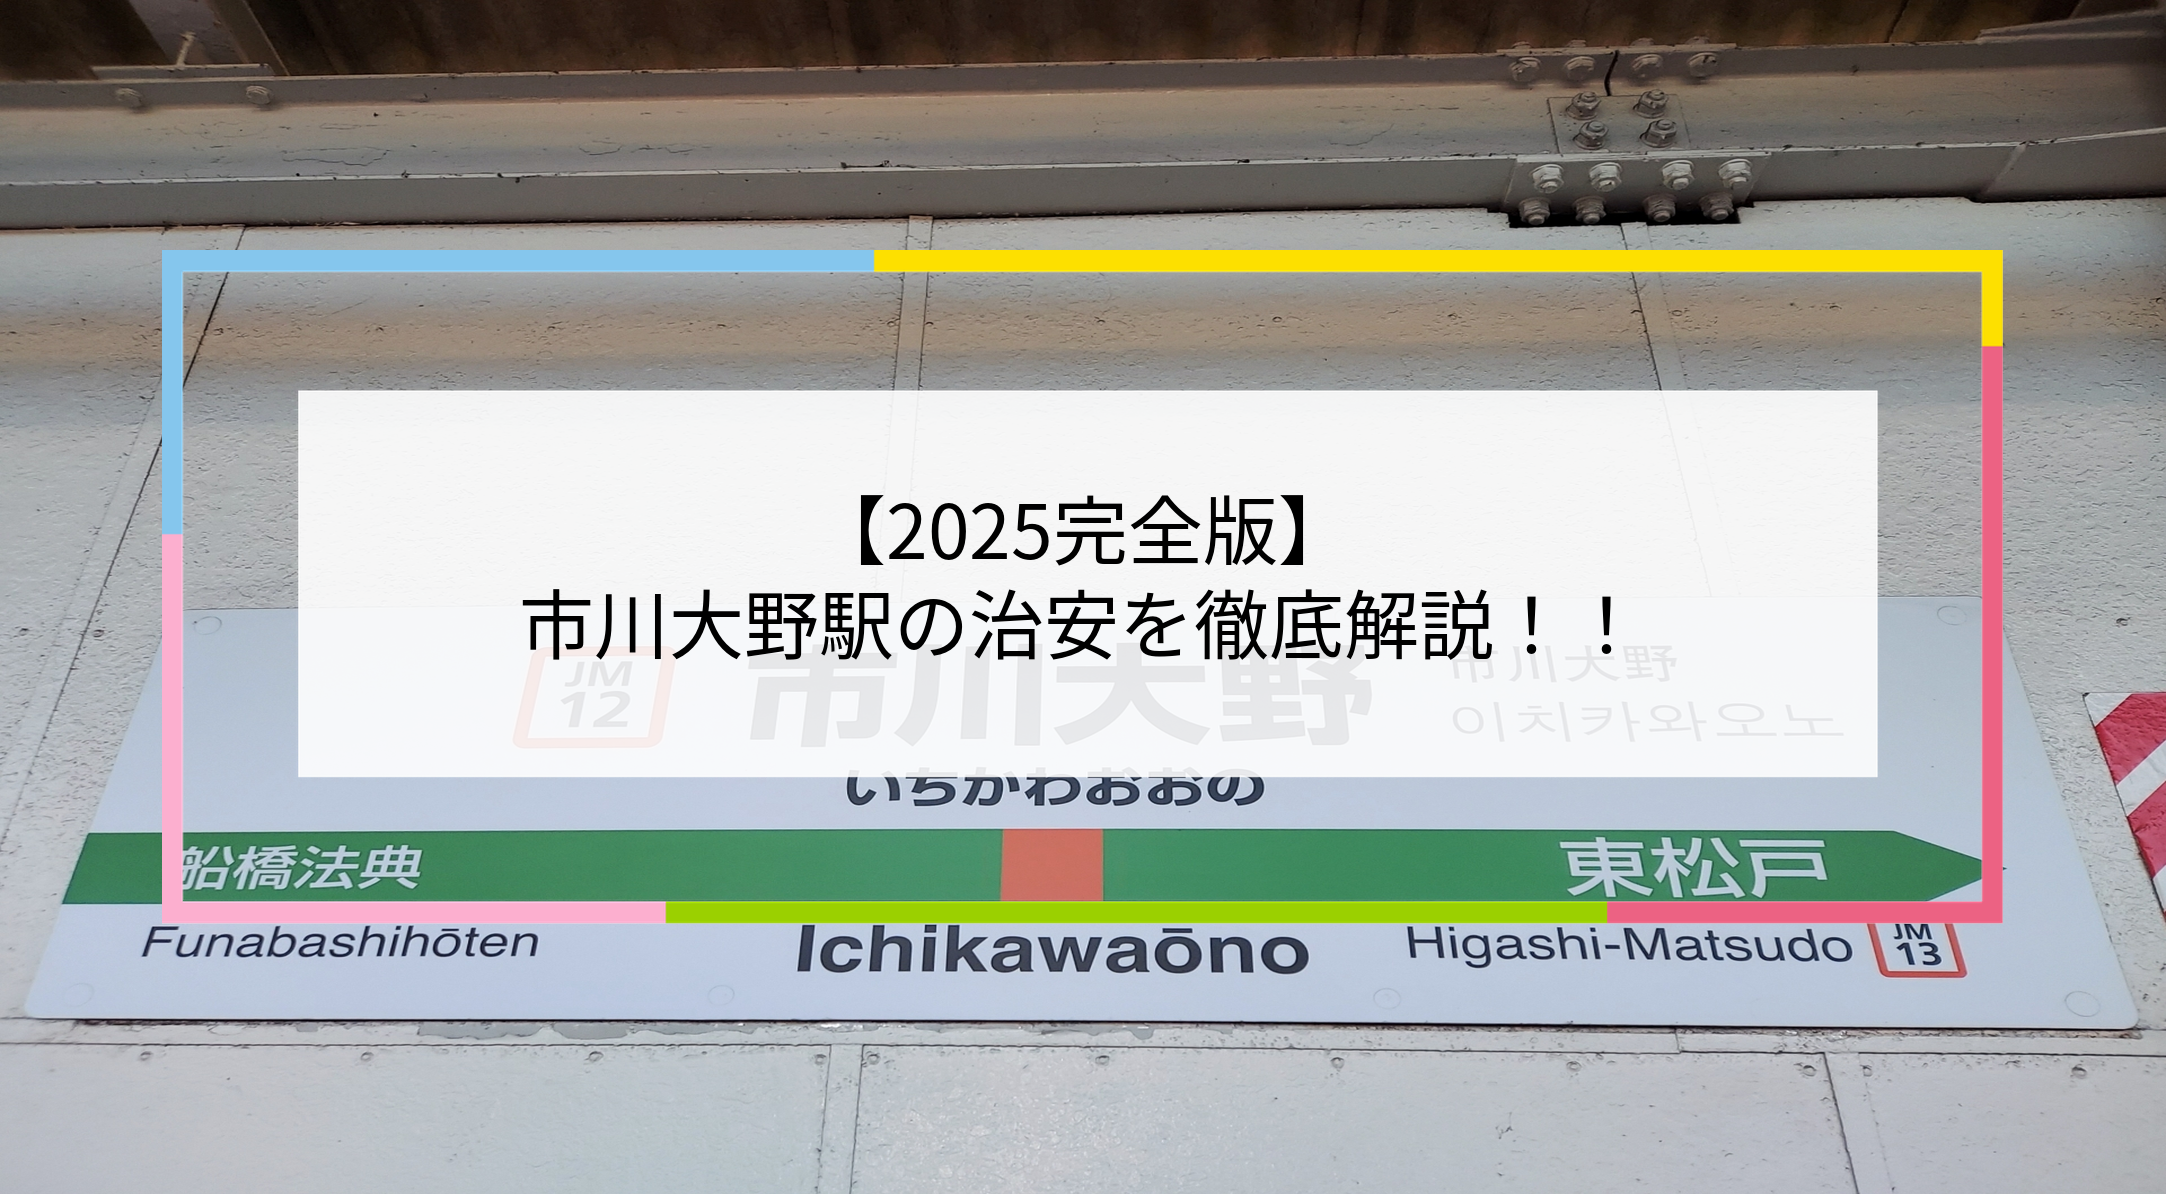 【2025完全版】
市川大野駅の治安を徹底解説！！
JM
12
市川大野
市川大野
이치카와오노
いちかわおおの
船橋法典
東松戸
Funabashihōten
Ichikawaōno
Higashi-Matsudo
JM
13